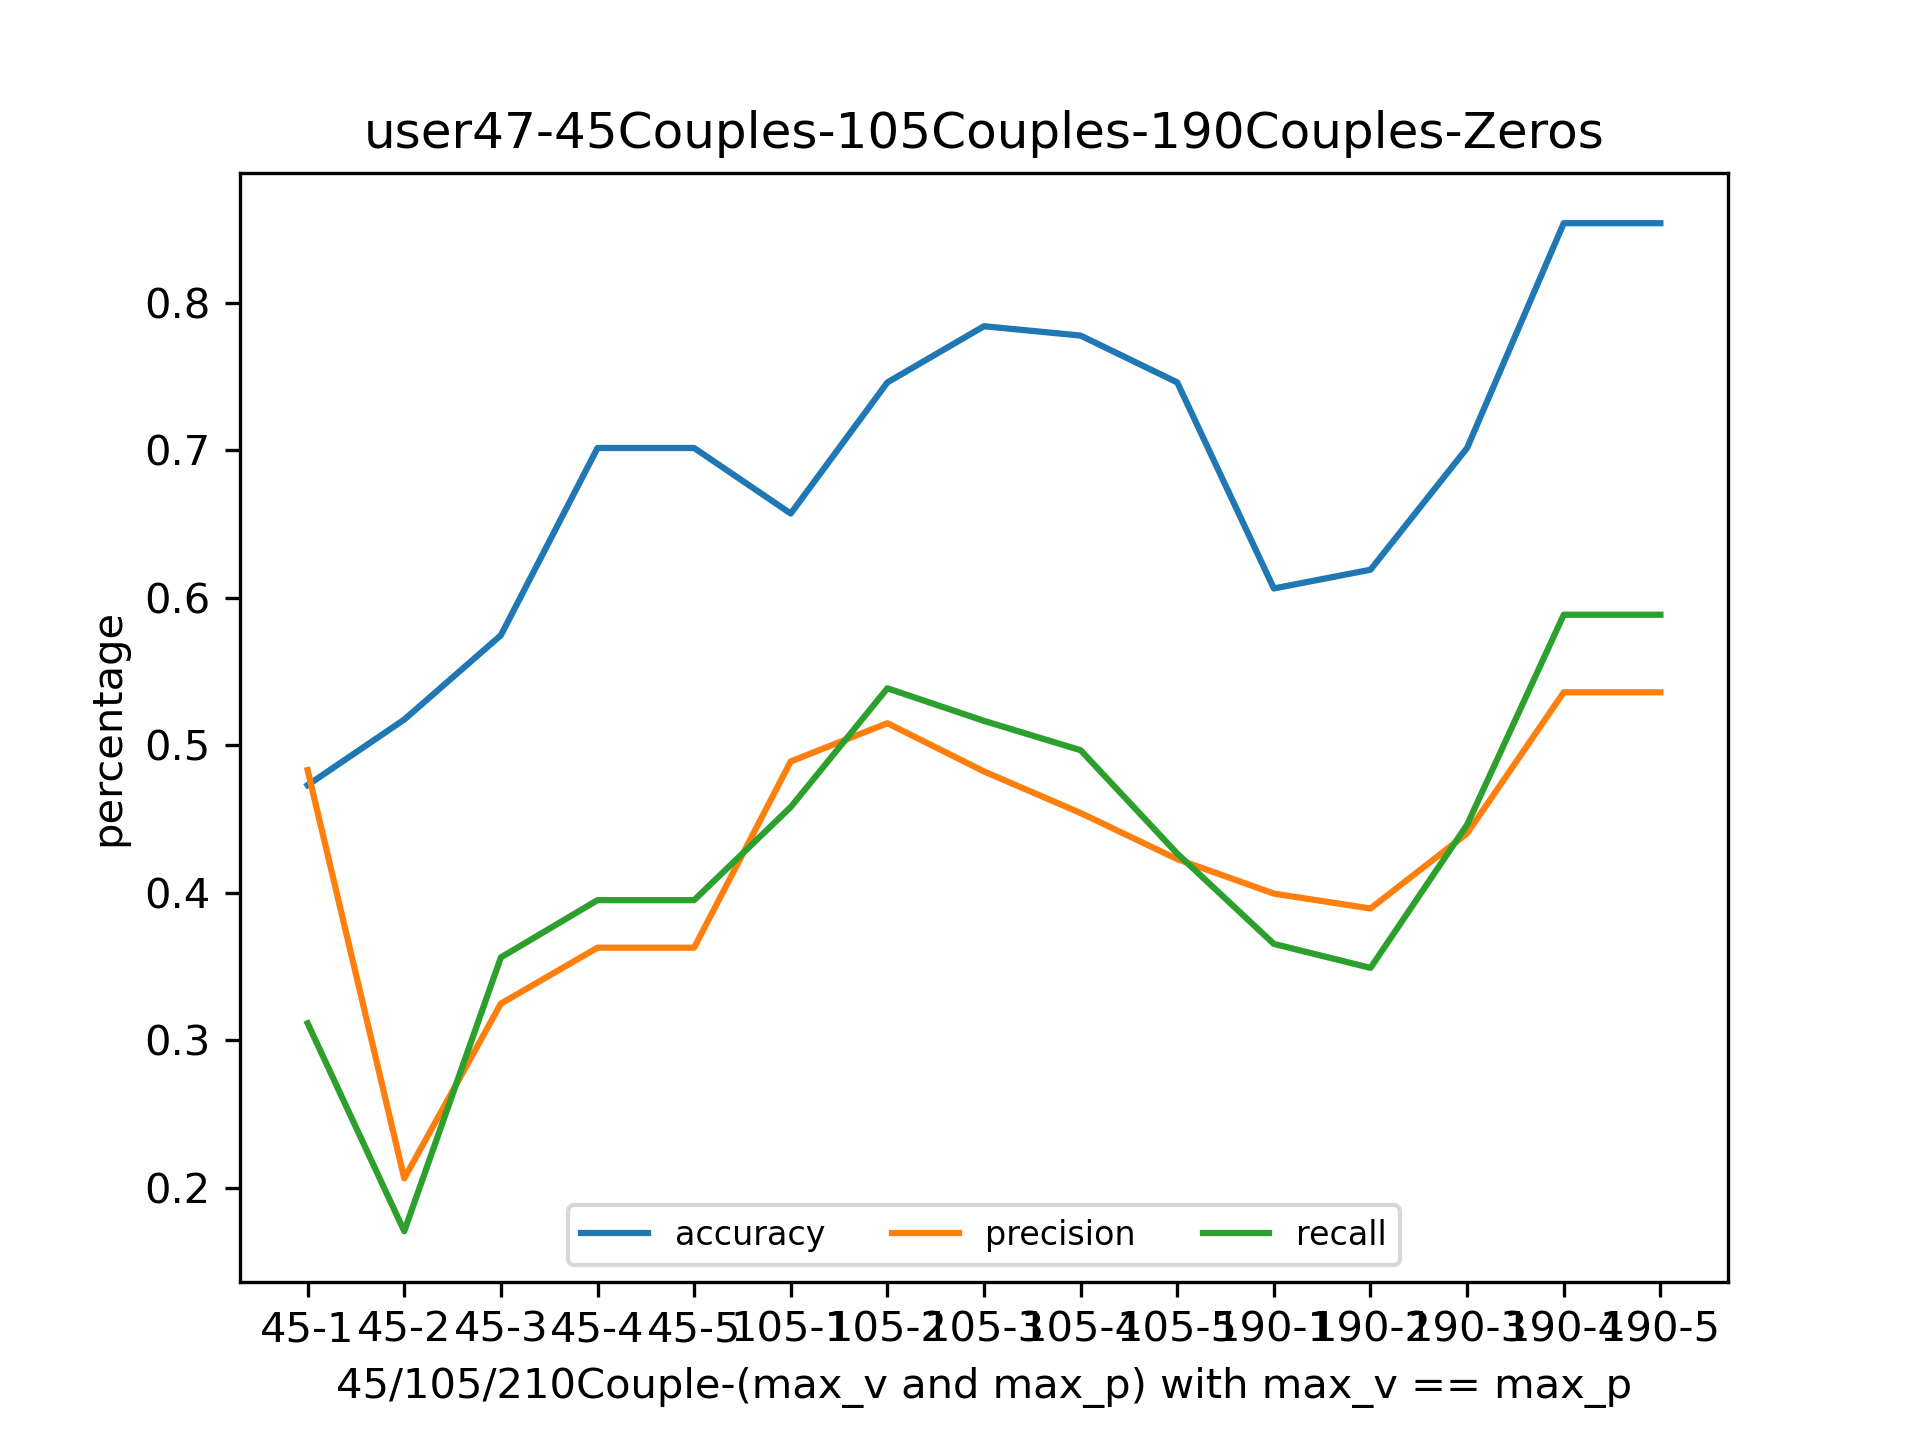 user47-45Couples-105Couples-190Couples-Zeros
percentage
0.8
0.7
0.6
0.5
0.4
0.3
0.2
accuracy precision recall
45-1 45-2 45-3 45-4 45-5 105-1 105-2 105-3 105-4 105-5 190-1 190-2 190-3 190-4 190-5
45/105/210Couple-(max_v and max_p) with max_v == max_p